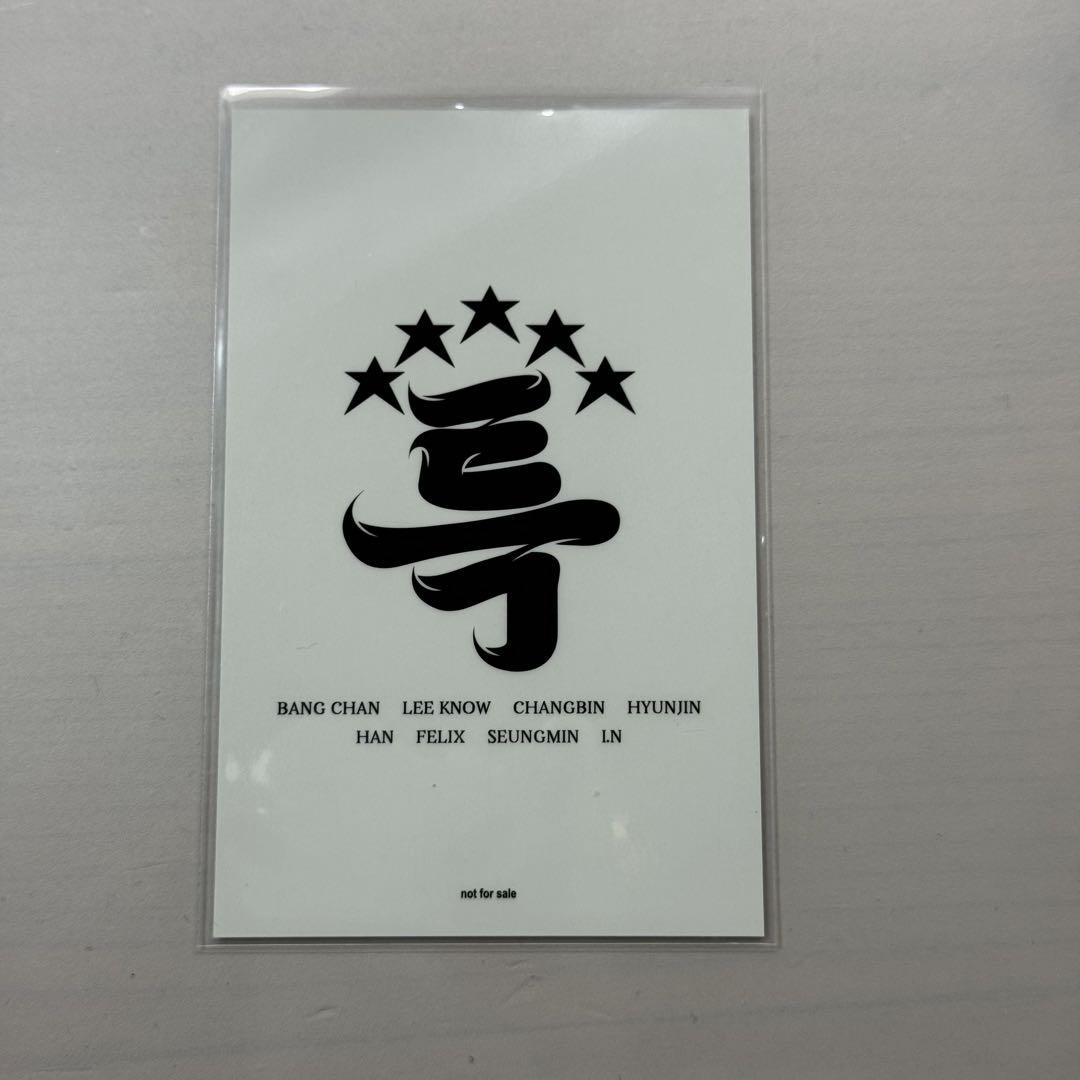 ★★★★★
특
BANG CHAN LEE KNOW CHANGBIN HYUNJIN
HAN FELIX SEUNGMIN I.N
not for sale